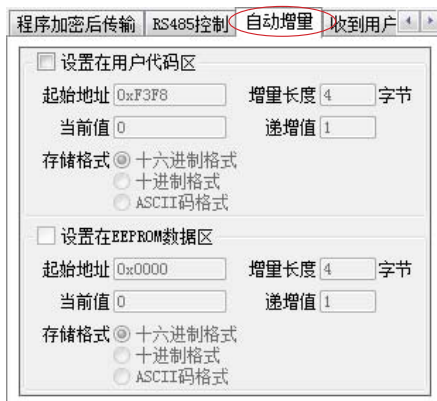 程序加密后传输 RS485控制 自动增量 收到用户
设置在用户代码区
起始地址 0xF3F8 增量长度 4 字节
当前值 0 递增值 1
存储格式 十六进制格式
十进制格式
ASCII码格式
设置在EEPROM数据区
起始地址 0x0000 增量长度 4 字节
当前值 0 递增值 1
存储格式 十六进制格式
十进制格式
ASCII码格式